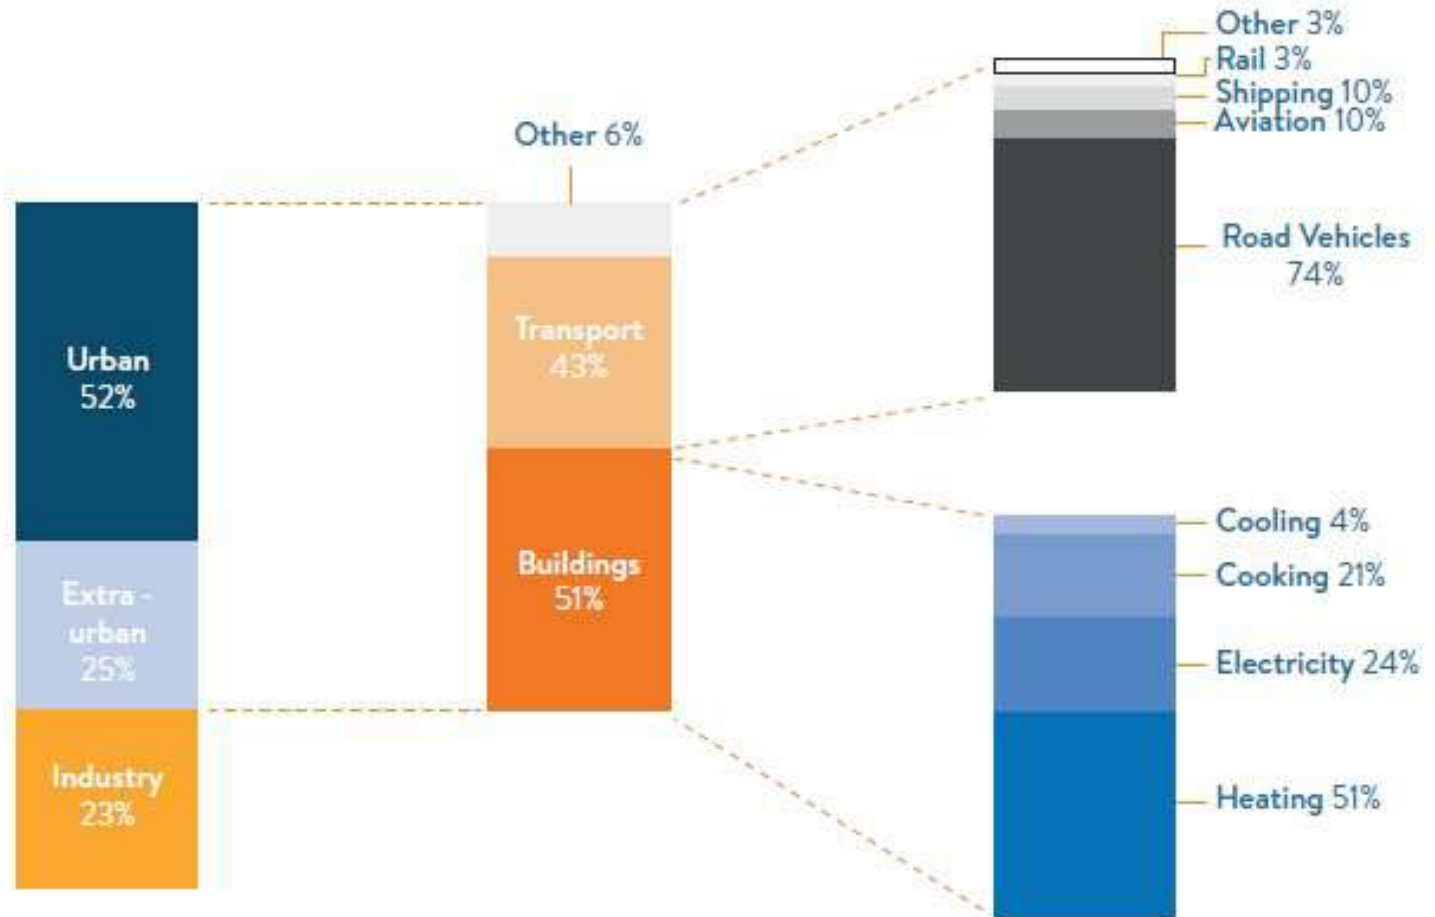 Urban
52%
Extra -
urban
25%
Industry
23%
Other 6%
Transport
43%
Buildings
51%
Other 3%
Rail 3%
Shipping 10%
Aviation 10%
Road Vehicles
74%
Cooling 4%
Cooking 21%
Electricity 24%
Heating 51%